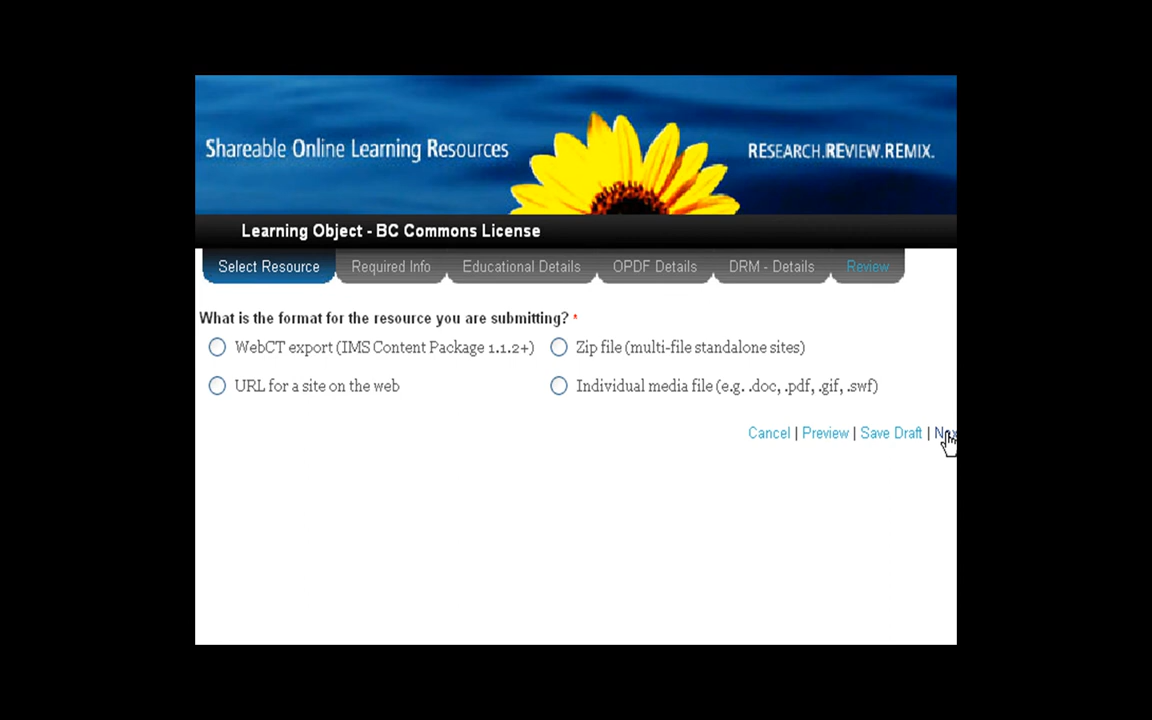 Shareable Online Learning Resources
RESEARCH.REVIEW.REMIX.
Learning Object - BC Commons License
Select Resource Required Info Educational Details OPDF Details DRM - Details Review
What is the format for the resource you are submitting? *
WebCT export (IMS Content Package 1.1.2+) Zip file (multi-file standalone sites)
URL for a site on the web Individual media file (e.g. .doc, .pdf, .gif, .swf)
Cancel | Preview | Save Draft |